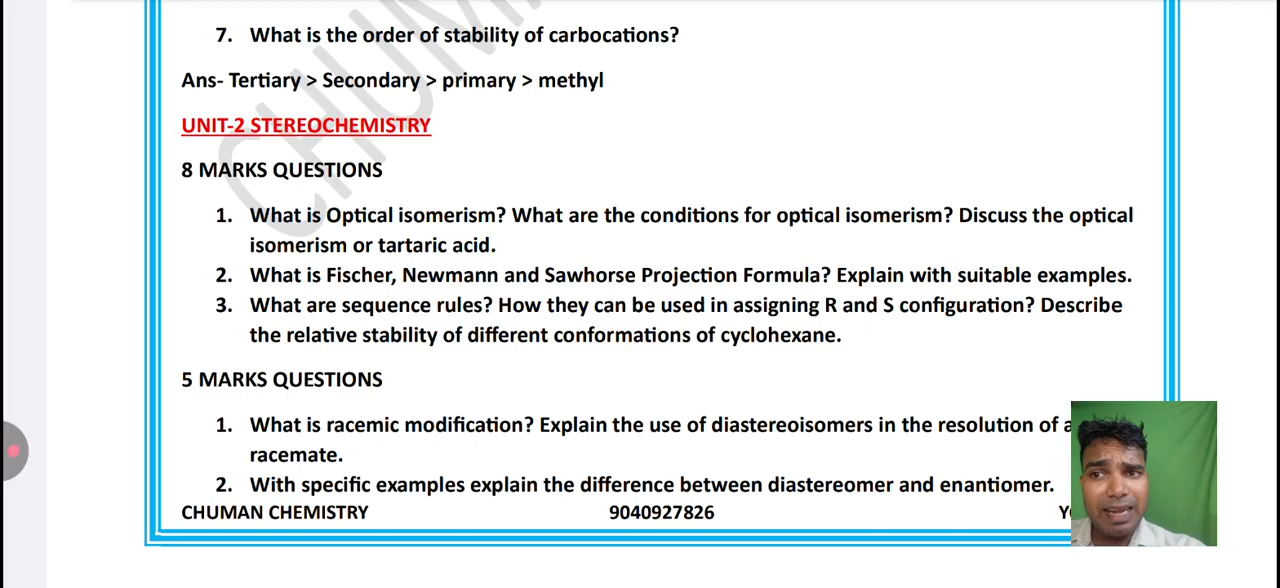 7. What is the order of stability of carbocations?
Ans- Tertiary > Secondary > primary > methyl
UNIT-2 STEREOCHEMISTRY
8 MARKS QUESTIONS
1. What is Optical isomerism? What are the conditions for optical isomerism? Discuss the optical
isomerism or tartaric acid.
2. What is Fischer, Newmann and Sawhorse Projection Formula? Explain with suitable examples.
3. What are sequence rules? How they can be used in assigning R and S configuration? Describe
the relative stability of different conformations of cyclohexane.
5 MARKS QUESTIONS
1. What is racemic modification? Explain the use of diastereoisomers in the resolution of a
racemate.
2. With specific examples explain the difference between diastereomer and enantiomer.
CHUMAN CHEMISTRY 9040927826